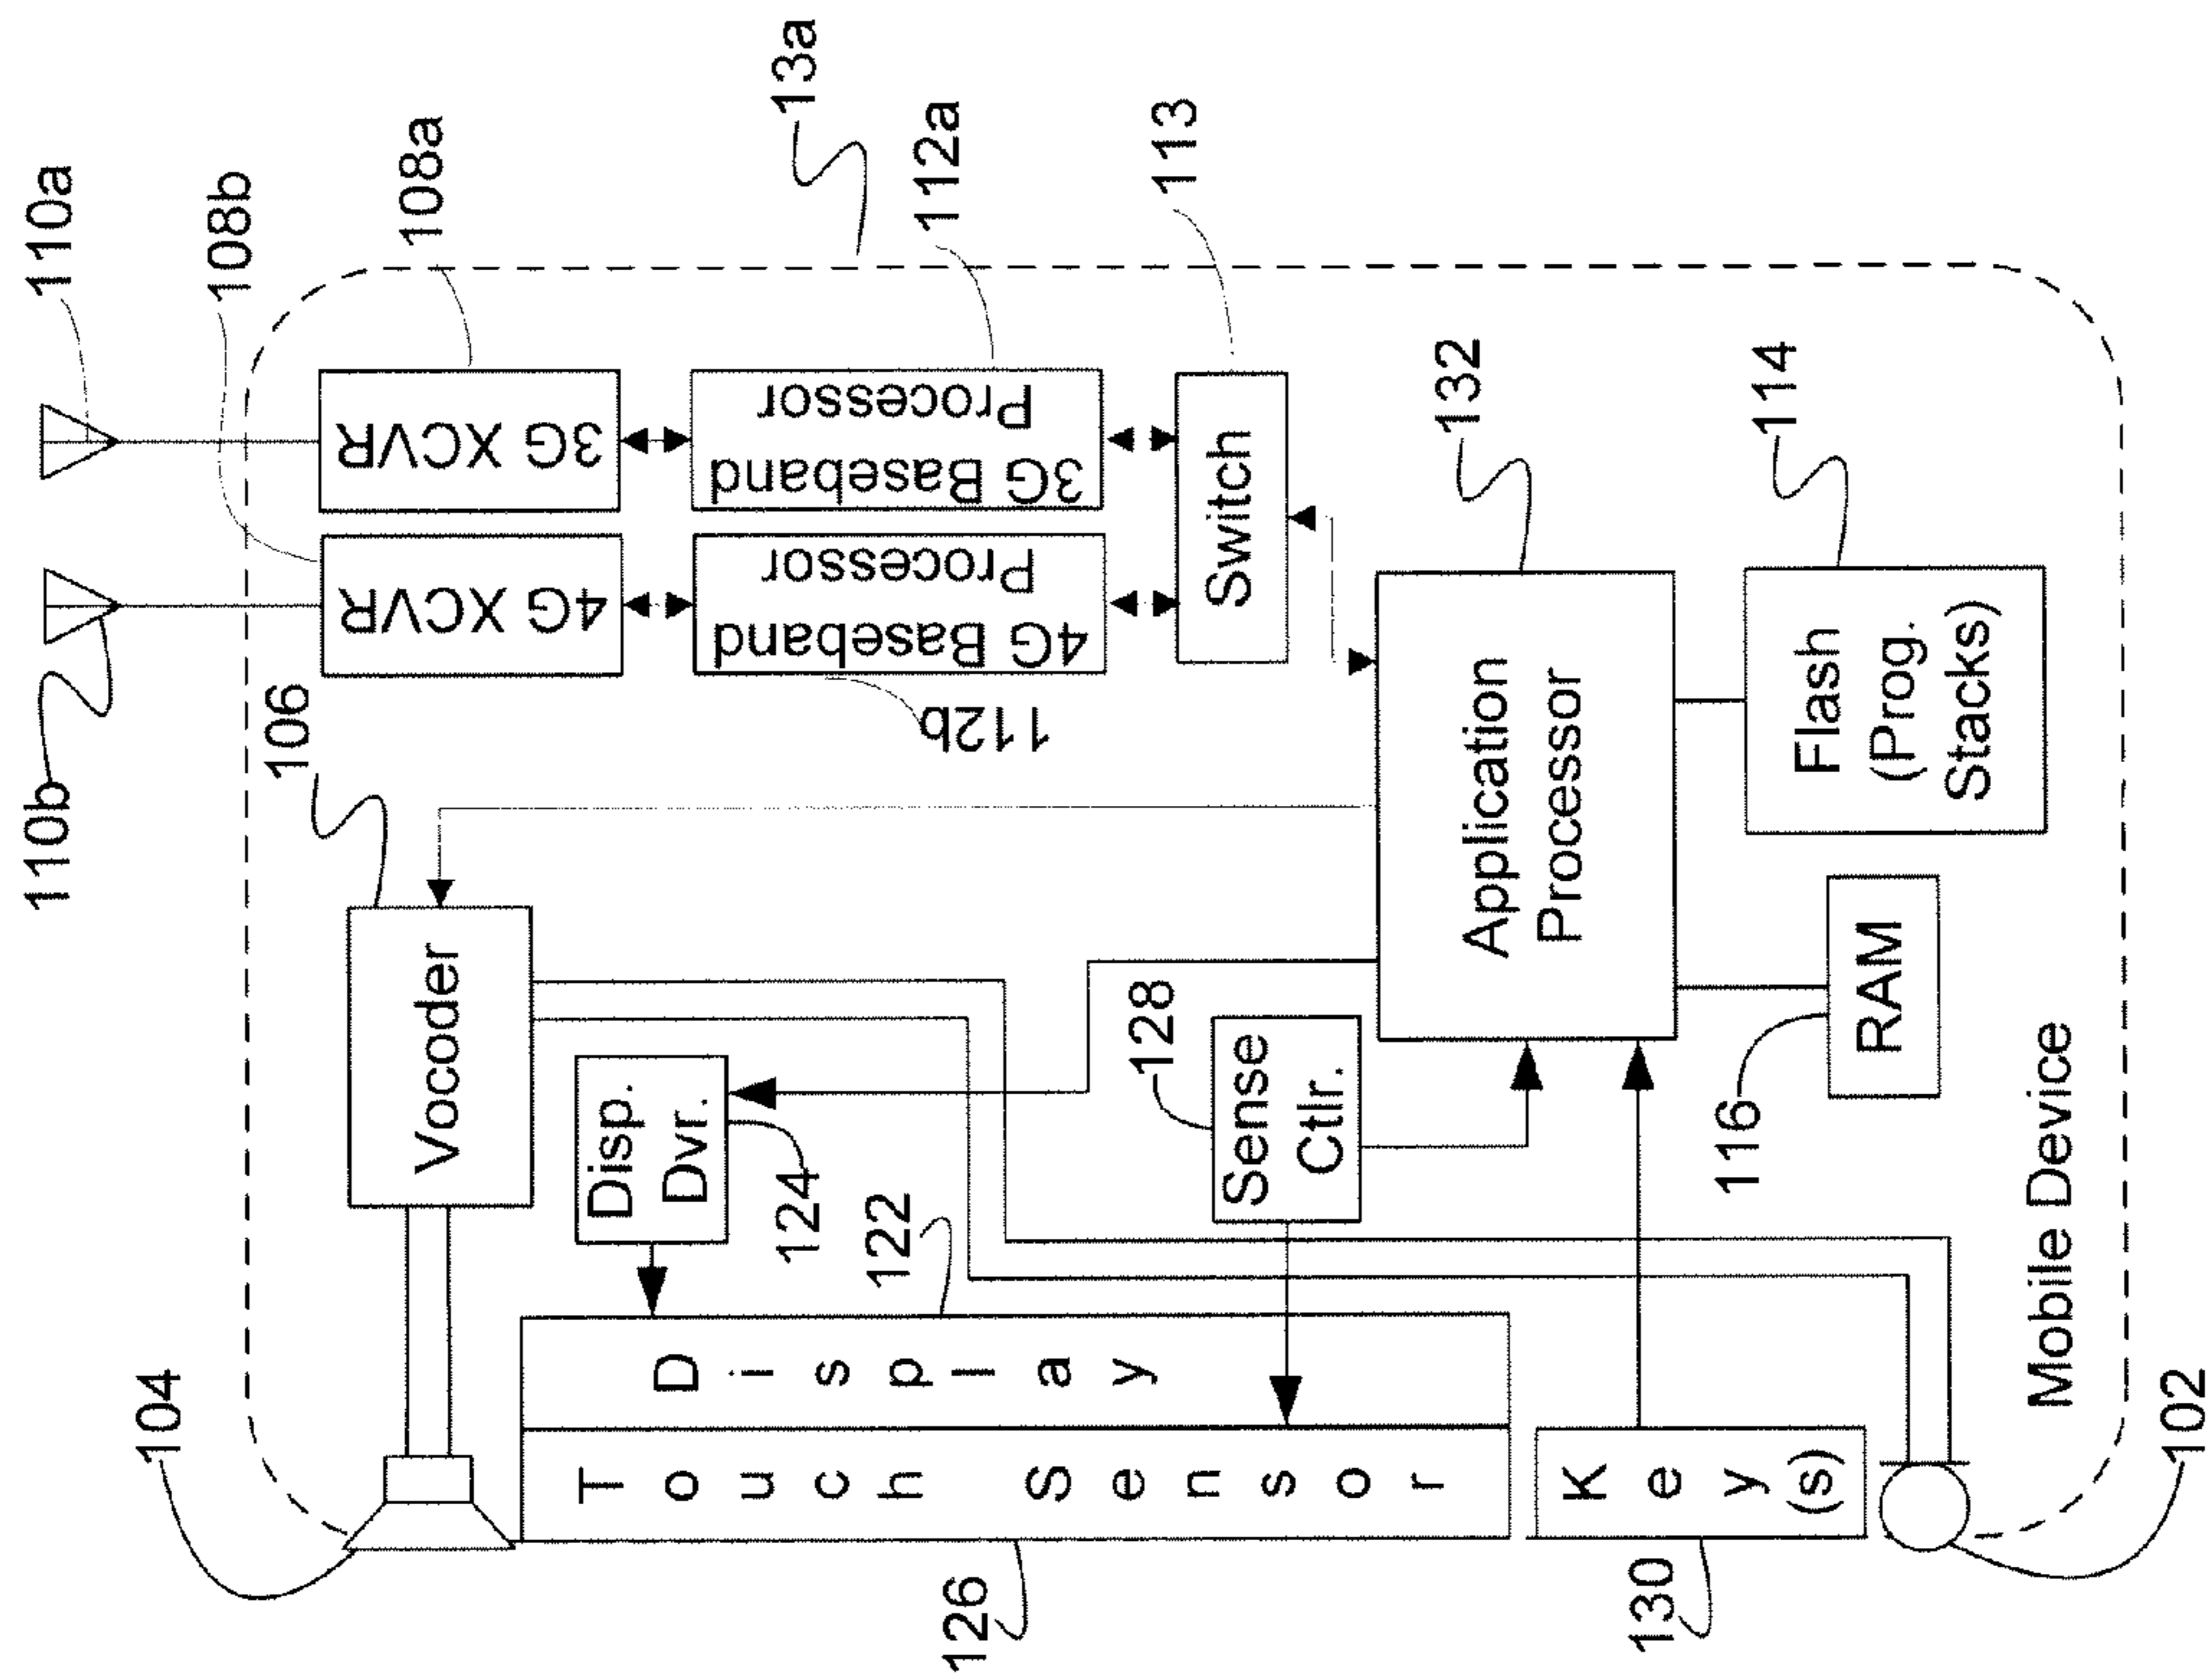 110a
110b
108b
108a
13a
112a
113
106
104
3G XCVR
4G XCVR
3G Baseband
Processor
4G Baseband
Processor
112b
Switch
Vocoder
Disp.
Dvr.
124
122
128
Sense
Ctlr.
Application
Processor
132
114
Flash
(Prog.
Stacks)
116
RAM
Display
Touch Sensor
126
Key
(s)
130
102
Mobile Device